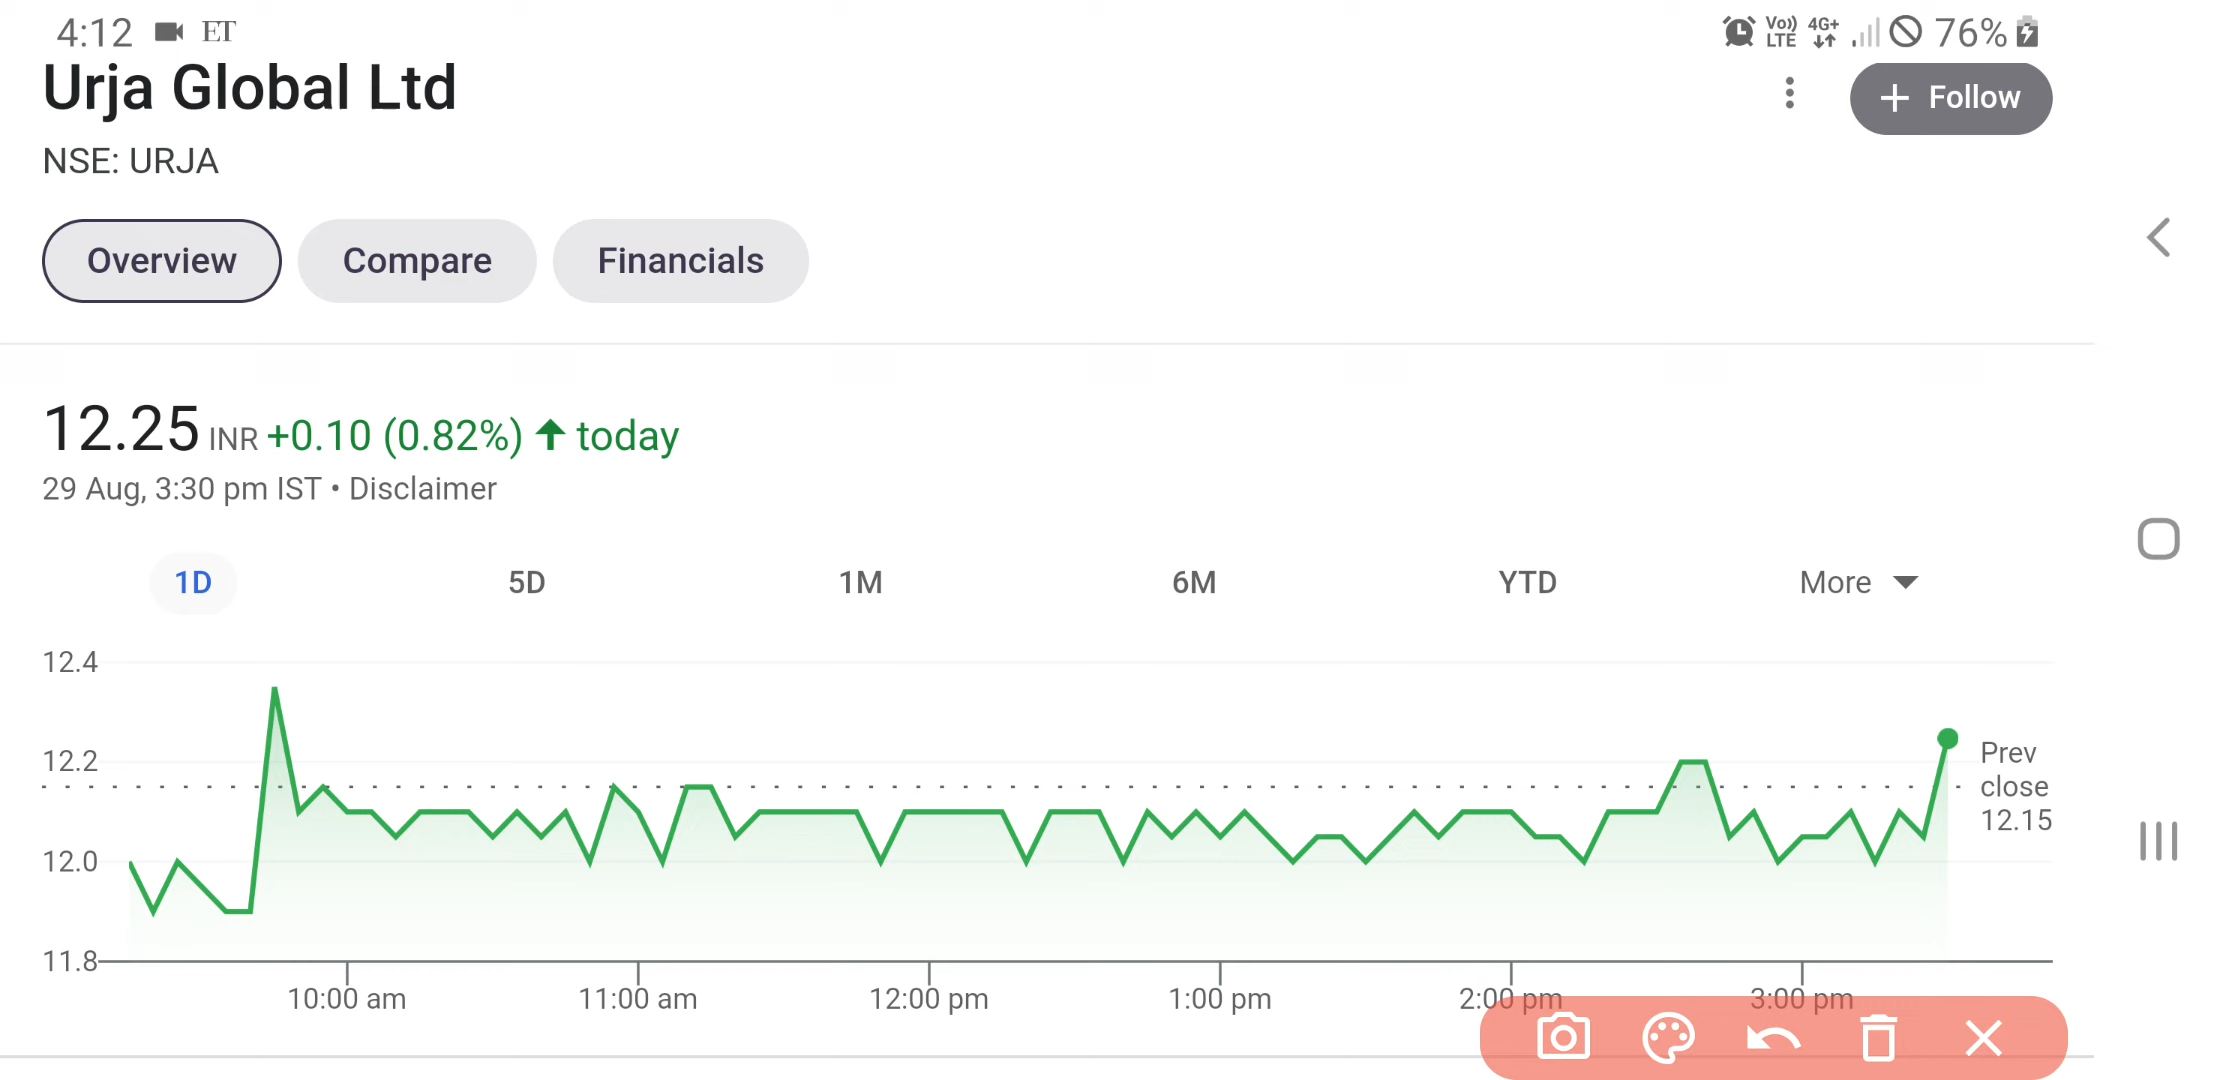 4:12 ET Vo)) LTE 4G+ 76%
Urja Global Ltd
+ Follow
NSE: URJA
Overview Compare Financials
12.25 INR +0.10 (0.82%) today
29 Aug, 3:30 pm IST • Disclaimer
1D 5D 1M 6M YTD More
12.4
12.2
Prev
close
12.15
12.0
11.8
10:00 am 11:00 am 12:00 pm 1:00 pm 2:00 pm 3:00 pm